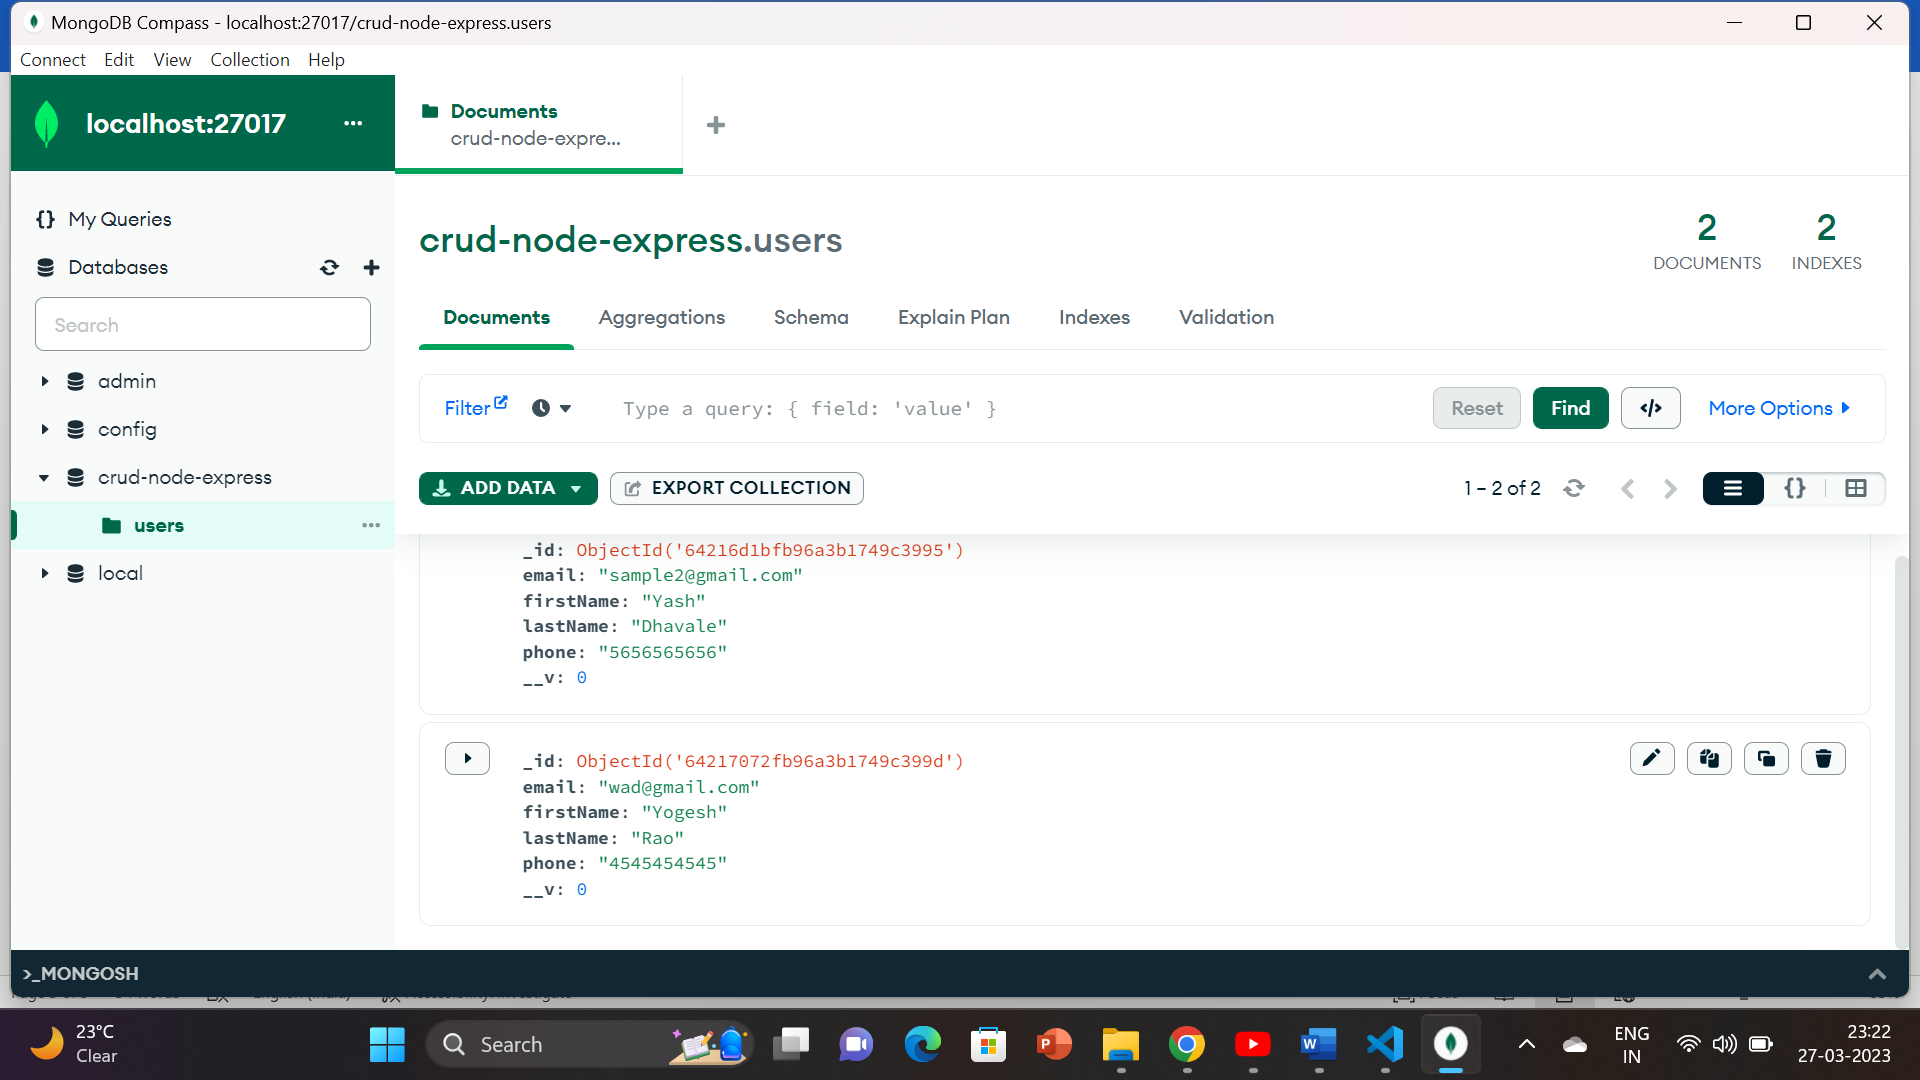 MongoDB Compass - localhost:27017/crud-node-express.users
Connect Edit View Collection Help
localhost:27017 ...
Documents
crud-node-expre...
My Queries
Databases
Search
admin
config
crud-node-express
users
local
crud-node-express.users
2 DOCUMENTS
2 INDEXES
Documents Aggregations Schema Explain Plan Indexes Validation
Filter Type a query: { field: 'value' } Reset Find </> More Options
ADD DATA EXPORT COLLECTION 1 – 2 of 2 {}
_id: ObjectId('64216d1bfb96a3b1749c3995')
email: "sample2@gmail.com"
firstName: "Yash"
lastName: "Dhavale"
phone: "5656565656"
__v: 0
_id: ObjectId('64217072fb96a3b1749c399d')
email: "wad@gmail.com"
firstName: "Yogesh"
lastName: "Rao"
phone: "4545454545"
__v: 0
>_MONGOSH
23°C
Clear
Search
ENG
IN
23:22
27-03-2023